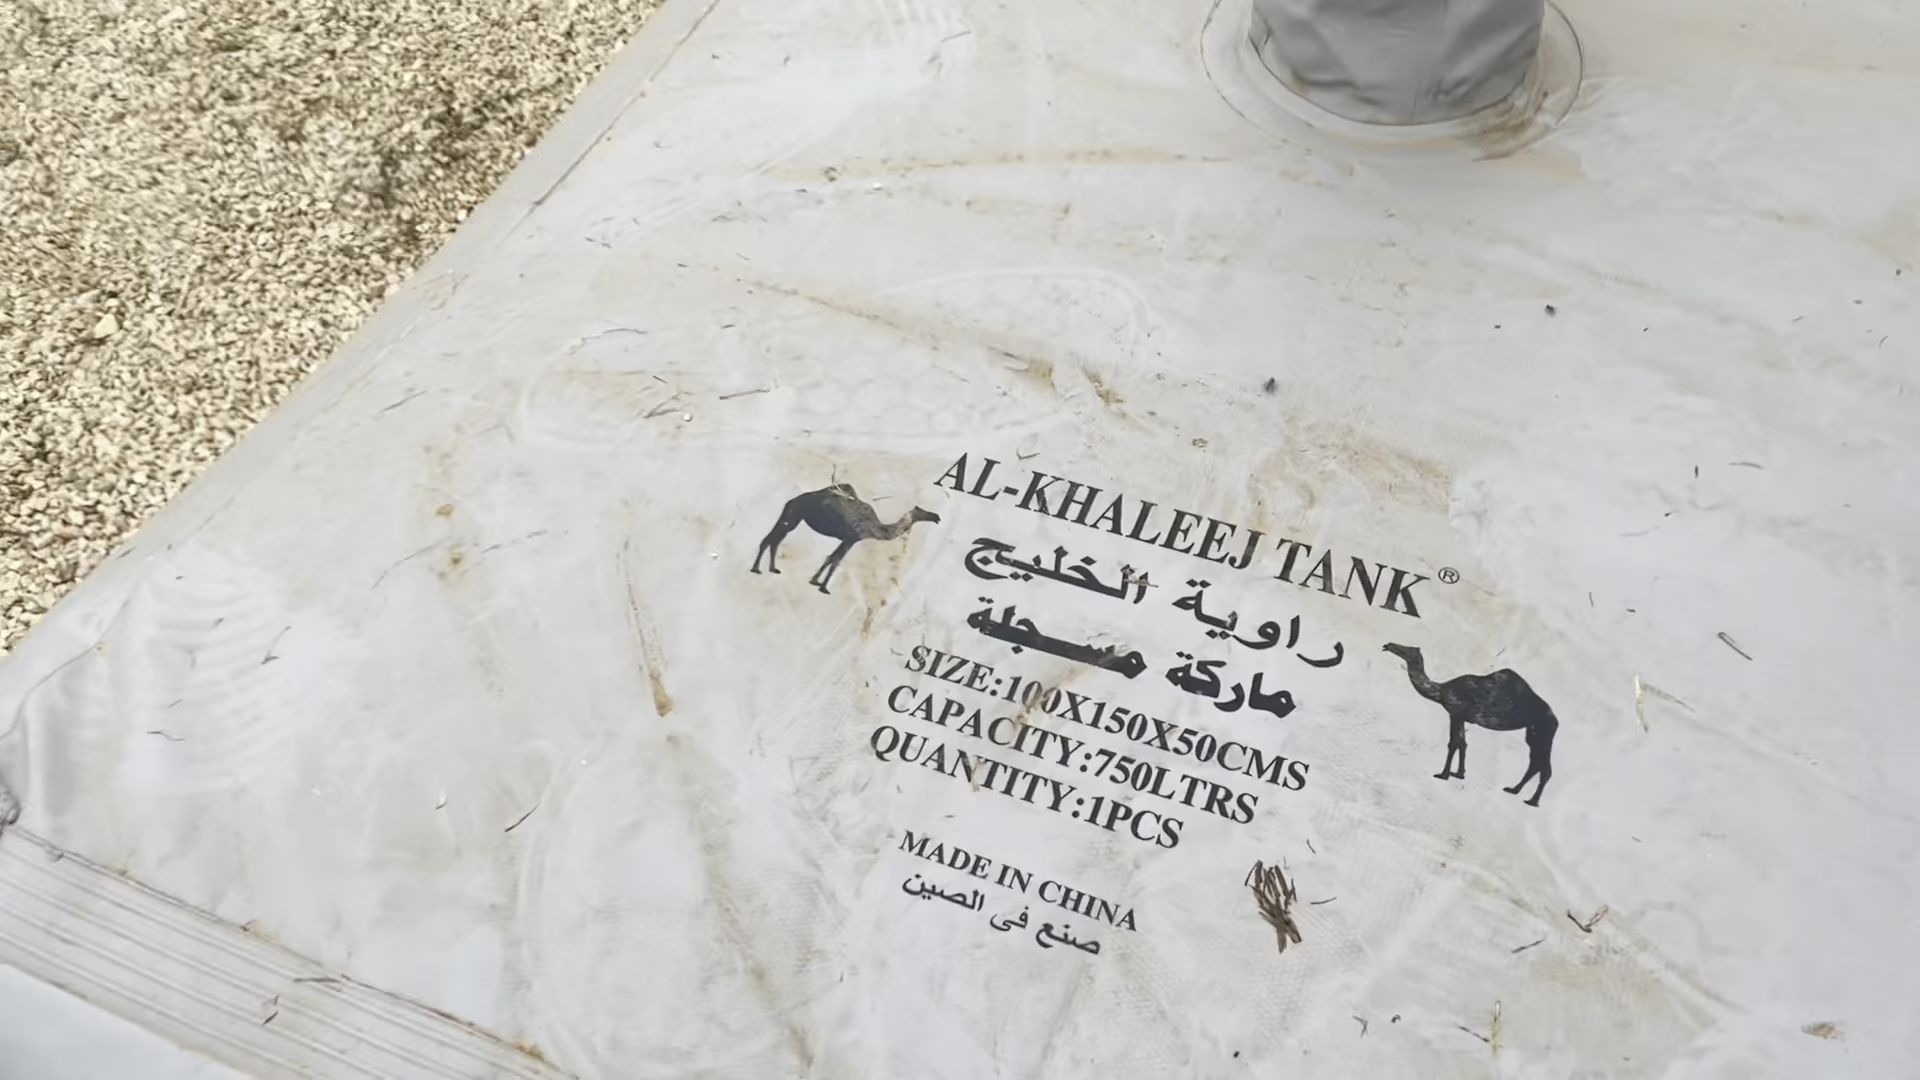 AL-KHALEEJ TANK®
راوية الخليج
ماركة مسجلة
SIZE:100X150X50CMS
CAPACITY:750LTRS
QUANTITY:1PCS
MADE IN CHINA
صنع فى الصين